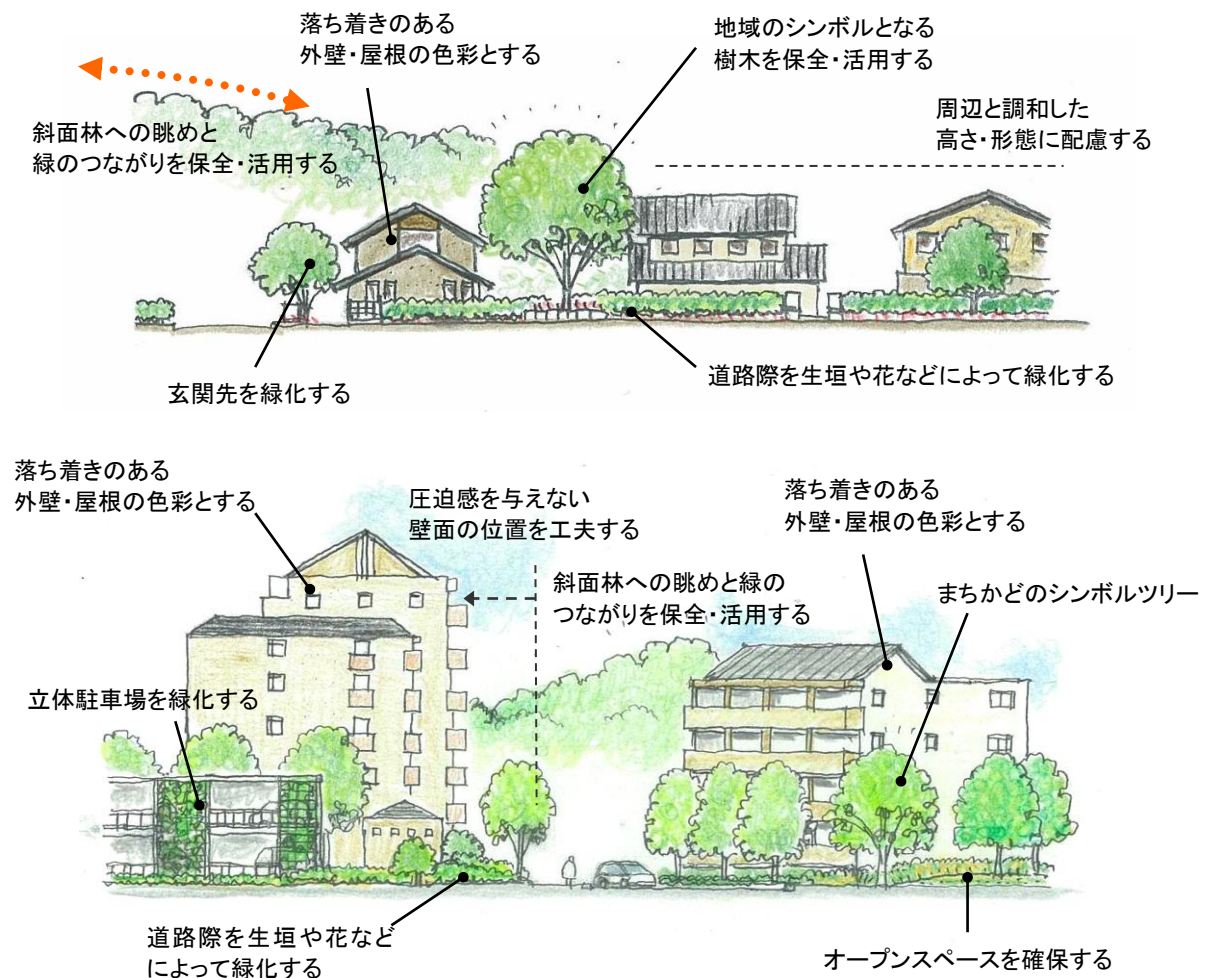 落ち着きのある
外壁・屋根の色彩とする
地域のシンボルとなる
樹木を保全・活用する
周辺と調和した
高さ・形態に配慮する
斜面林への眺めと
緑のつながりを保全・活用する
玄関先を緑化する
道路際を生垣や花などによって緑化する
落ち着きのある
外壁・屋根の色彩とする
圧迫感を与えない
壁面の位置を工夫する
斜面林への眺めと緑の
つながりを保全・活用する
落ち着きのある
外壁・屋根の色彩とする
まちかどのシンボルツリー
立体駐車場を緑化する
道路際を生垣や花など
によって緑化する
オープンスペースを確保する